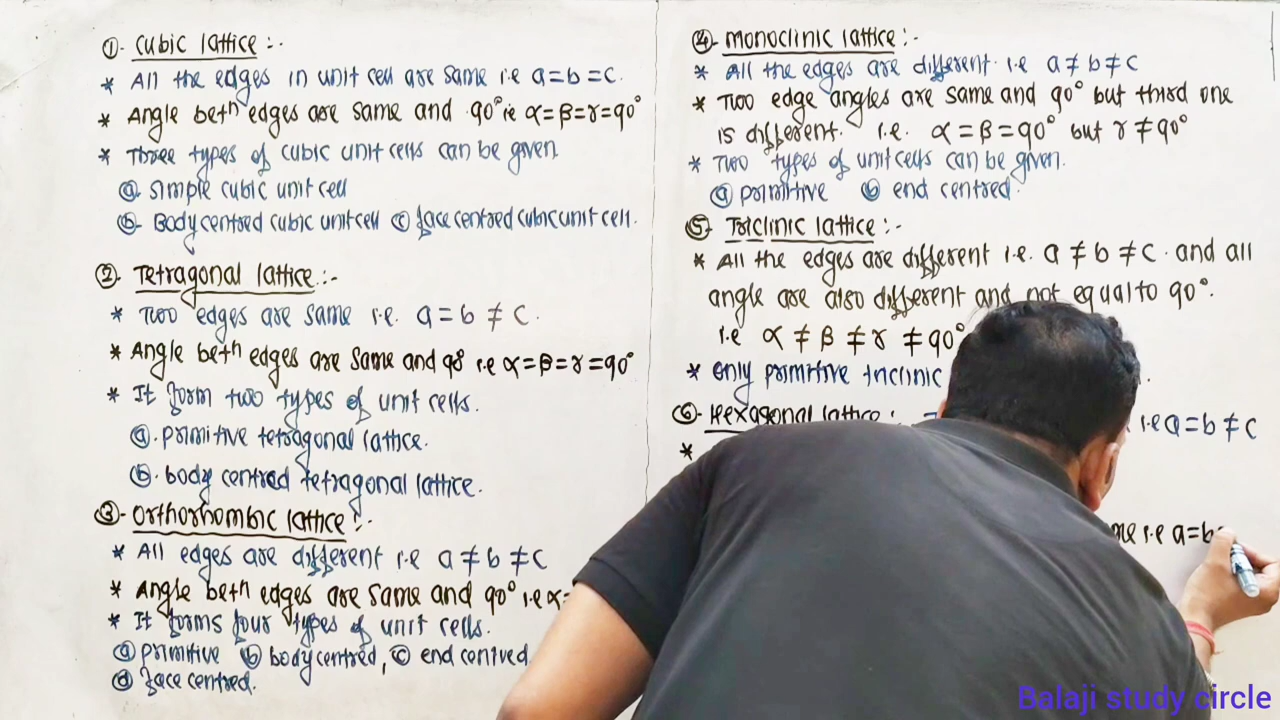 ①- Cubic lattice :-
* All the edges in unit cell are same i.e a=b=c.
* Angle beth edges are same and 90° ie α=β=γ=90°
* Three types of cubic unit cells can be given
ⓐ. simple cubic unit cell
ⓑ. Body centred cubic unit cell ⓒ face centred cubic unit cell.
②- Tetragonal lattice :-
* Two edges are same i.e. a=b≠c.
* Angle beth edges are same and 90 i.e α=β=γ=90°
* It form two types of unit cells.
ⓐ. primitive tetragonal lattice.
ⓑ. body centred tetragonal lattice.
③- Orthorhombic lattice :-
* All edges are different i.e a≠b≠c
* Angle beth edges are same and 90° i.e α=
* It forms four types of unit cells.
ⓐ primitive ⓑ body centred, ⓒ end centred
ⓓ face centred.
④- Monoclinic lattice :-
* All the edges are different. i.e a≠b≠c
* Two edge angles are same and 90° but third one
is different. i.e. α=β=90° but γ≠90°
* Two types of unit cells can be given.
ⓐ primitive ⓑ end centred.
⑤- Triclinic lattice :-
* All the edges are different i.e. a≠b≠c. and all
angle are also different and not equal to 90°.
i.e α≠β≠γ≠90°
* only primitive triclinic
⑥- Hexagonal lattice :- i.e a=b≠c
*
i.e a=b=
Balaji study circle